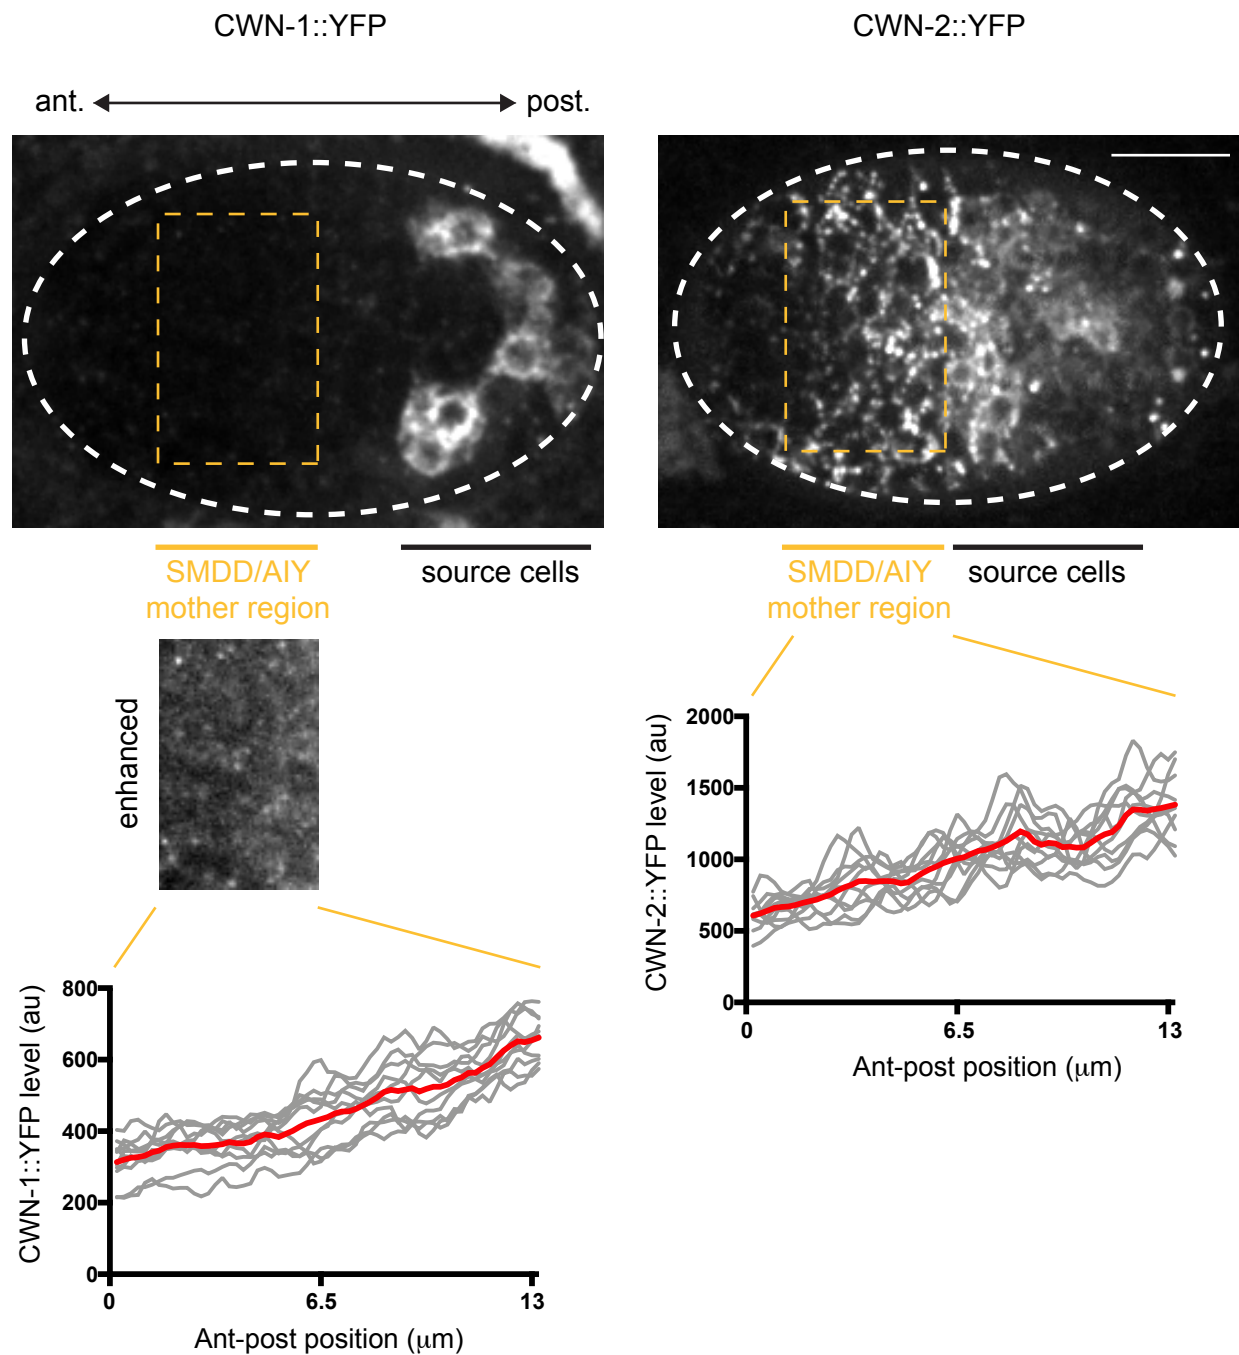 CWN-1::YFP
CWN-2::YFP
ant.
post.
SMDD/AIY
mother region
source cells
SMDD/AIY
mother region
source cells
enhanced
CWN-2::YFP level (au)
2000
1500
1000
500
0
0
6.5
13
Ant-post position (μm)
CWN-1::YFP level (au)
800
600
400
200
0
0
6.5
13
Ant-post position (μm)